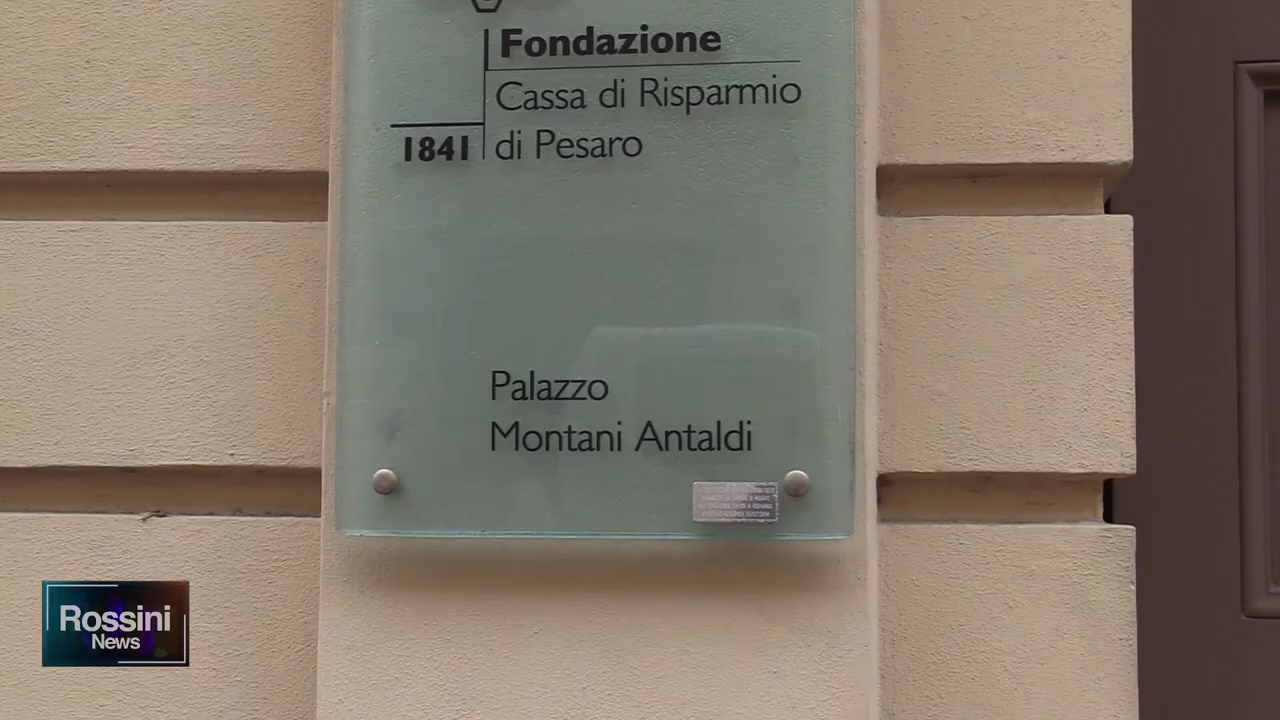 Fondazione
Cassa di Risparmio
1841 di Pesaro
Palazzo
Montani Antaldi
Rossini
News